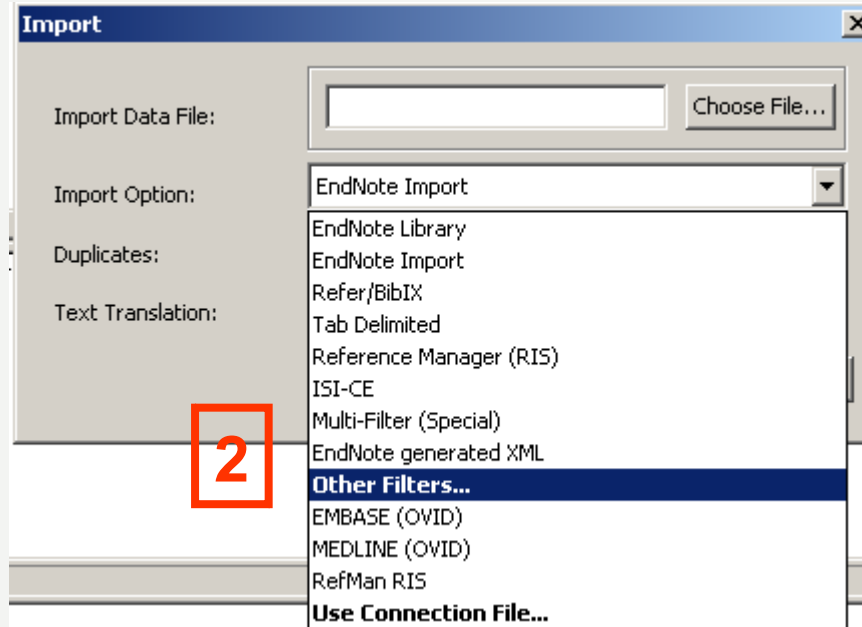 Import
Import Data File:
Choose File...
Import Option:
EndNote Import
Duplicates:
Text Translation:
EndNote Library
EndNote Import
Refer/BibIX
Tab Delimited
Reference Manager (RIS)
ISI-CE
Multi-Filter (Special)
EndNote generated XML
Other Filters...
EMBASE (OVID)
MEDLINE (OVID)
RefMan RIS
Use Connection File...
2